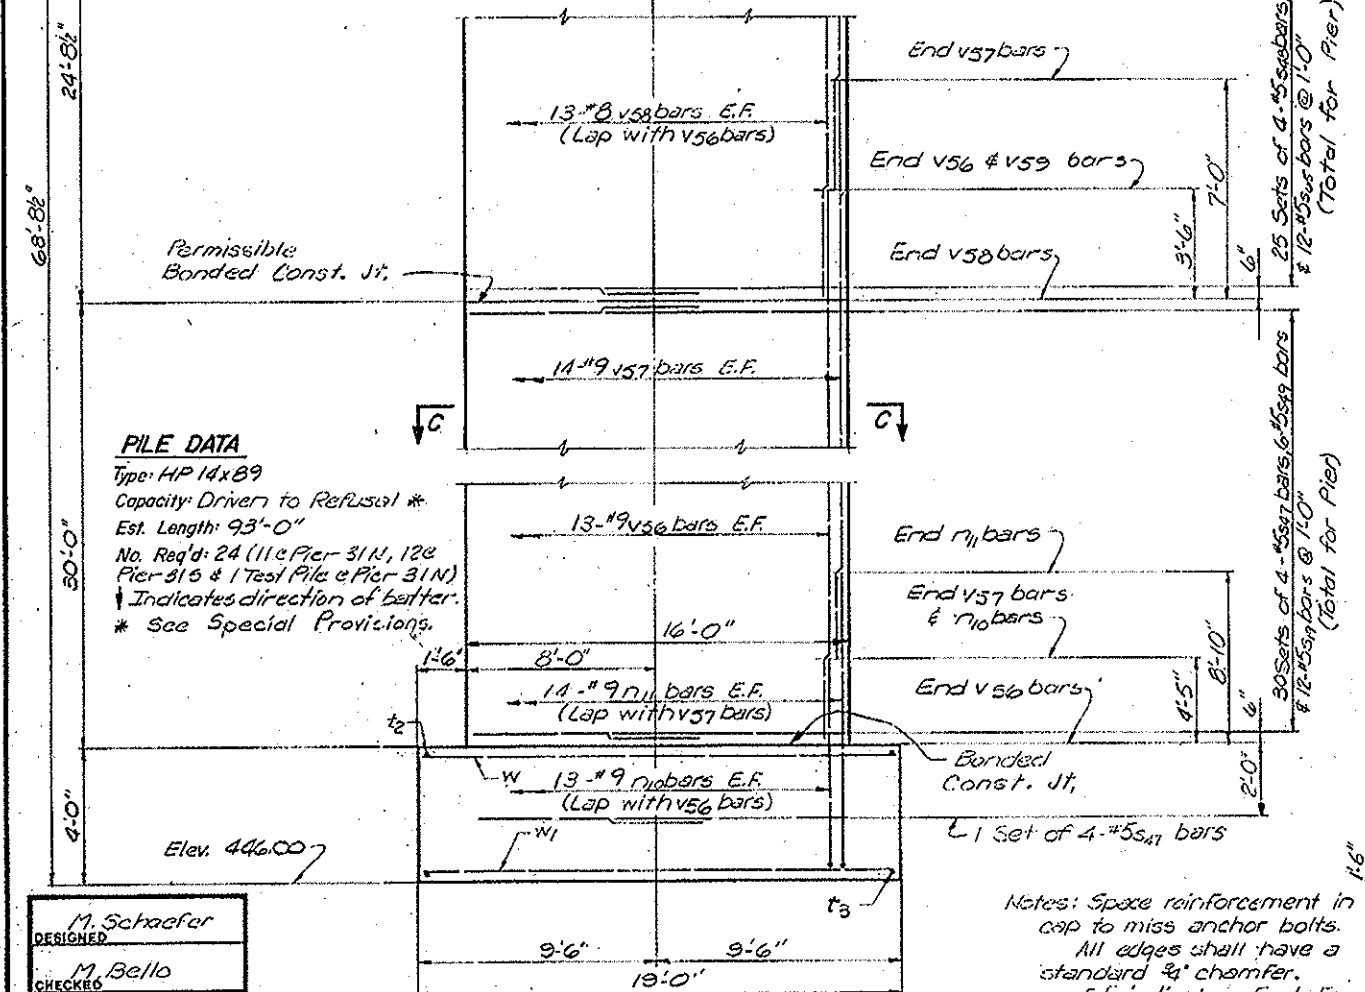 24'-8½"
68'-8½"
30'-0"
4'-0"
13-#8 v58 bars E.F.
(Lap with v56 bars)
Permissible
Bonded Const. Jt.
14-#9 v57 bars E.F.
C
C
End v57 bars
End v56 & v59 bars
End v58 bars
7'-0"
3'-6"
6"
25 Sets of 4-#5
bars @ 1'-0"
(Total for Pier)
PILE DATA
Type: HP 14x89
Capacity: Driven to Refusal *
Est. Length: 93'-0"
No. Req'd: 24 (11 @ Pier 31N, 12 @
Pier 31S & 1 Test Pile @ Pier 31N)
Indicates direction of batter.
* See Special Provisions.
13-#9 v56 bars E.F.
16'-0"
1'-6"
8'-0"
14-#9 n11 bars E.F.
(Lap with v57 bars)
t2
w
13-#9 n10 bars E.F.
(Lap with v56 bars)
w1
Elev. 446.00
t3
End n11 bars
End v57 bars
& n10 bars
End v56 bars
4'-5"
8'-10"
6"
2'-0"
30 Sets of 4-#5 s47 bars, 6-#5 s49 bars
bars @ 1'-0"
(Total for Pier)
Bonded
Const. Jt.
1 Set of 4-#5 s47 bars
1'-6"
9'-6"
9'-6"
19'-0"
M. Schaefer
DESIGNED
M. Bello
CHECKED
Notes: Space reinforcement in
cap to miss anchor bolts.
All edges shall have a
standard ¾" chamfer.